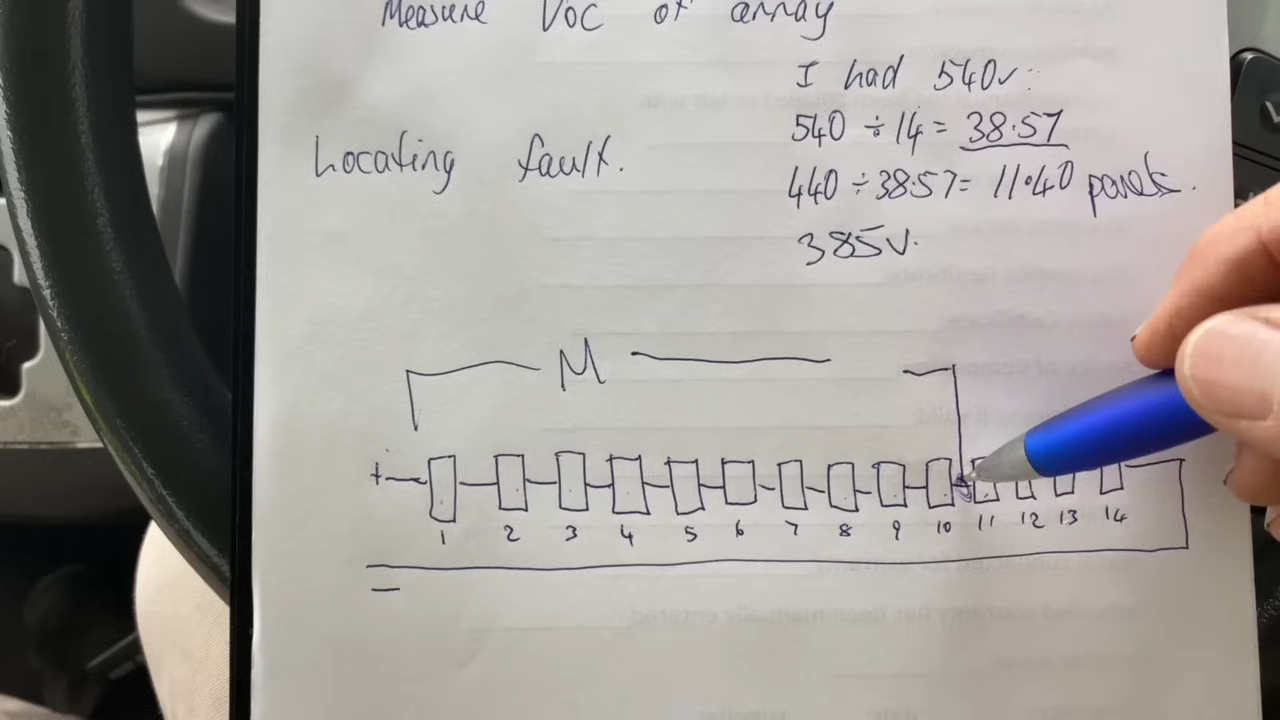 Measure Voc of array
I had 540v:
540 ÷ 14 = 38.57
Locating fault.
440 ÷ 38.57 = 11.40 panels.
385V.
M
+
1 2 3 4 5 6 7 8 9 10 11 12 13 14
–